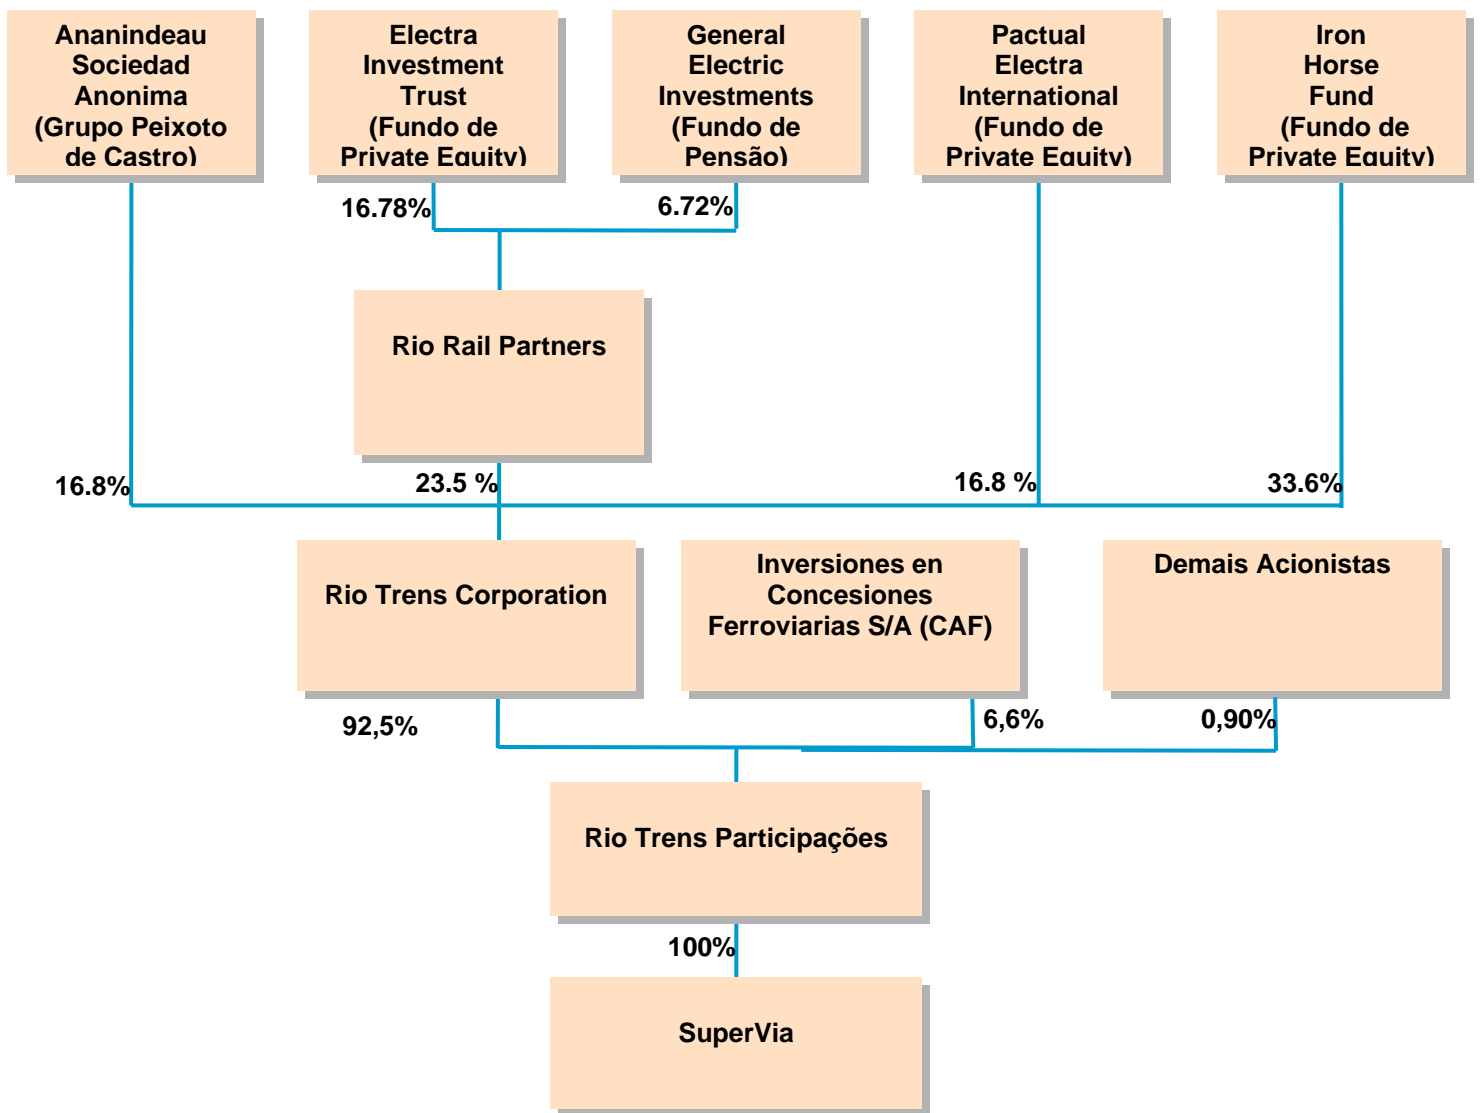 Ananindeau
Sociedad
Anonima
(Grupo Peixoto
de Castro)
Electra
Investment
Trust
(Fundo de
Private Equity)
General
Electric
Investments
(Fundo de
Pensão)
Pactual
Electra
International
(Fundo de
Private Equity)
Iron
Horse
Fund
(Fundo de
Private Equity)
16.78%
6.72%
Rio Rail Partners
16.8%
23.5 %
16.8 %
33.6%
Rio Trens Corporation
Inversiones en
Concesiones
Ferroviarias S/A (CAF)
Demais Acionistas
92,5%
6,6%
0,90%
Rio Trens Participações
100%
SuperVia